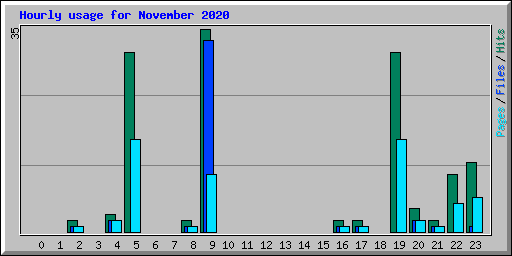 Hourly usage for November 2020
35
Pages/Files/Hits
0 1 2 3 4 5 6 7 8 9 10 11 12 13 14 15 16 17 18 19 20 21 22 23